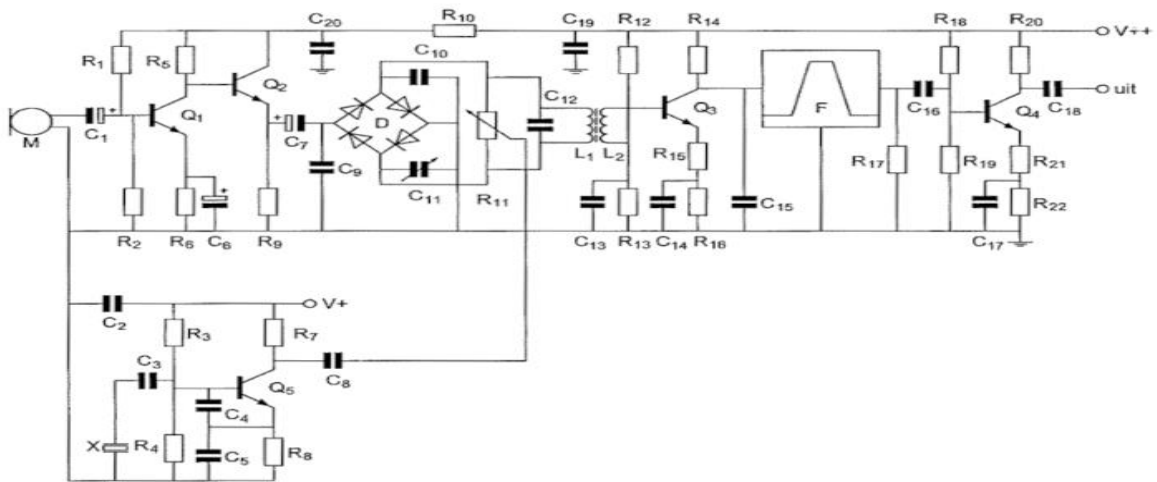 C20 R10 C19 R12 R14 R18 R20 V++
R1 R5 C10
Q2 C12 Q3 F C16 Q4 C18 uit
M C1 Q1 C7 D
C9 L1 L2 R15 R17 R19 R21
C11 R11 C15 R22
R2 R6 C6 R9 C13 R13 C14 R16 C17
V+
C2 R3 R7
C3 Q5 C8
C4
X R4 C5 R8